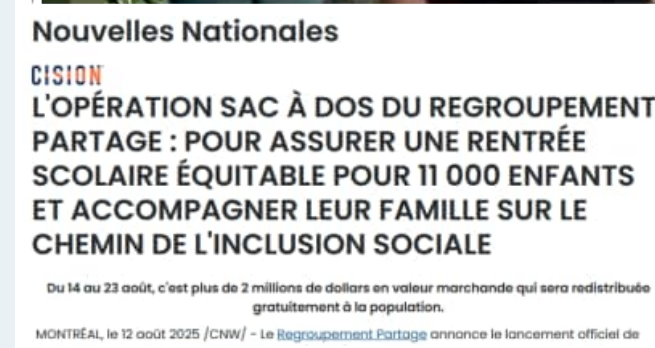 Nouvelles Nationales
CISION
L'OPÉRATION SAC À DOS DU REGROUPEMENT
PARTAGE : POUR ASSURER UNE RENTRÉE
SCOLAIRE ÉQUITABLE POUR 11 000 ENFANTS
ET ACCOMPAGNER LEUR FAMILLE SUR LE
CHEMIN DE L'INCLUSION SOCIALE
Du 14 au 23 août, c'est plus de 2 millions de dollars en valeur marchande qui sera redistribuée
gratuitement à la population.
MONTRÉAL, le 12 août 2025 /CNW/ - Le Regroupement Partage annonce le lancement officiel de